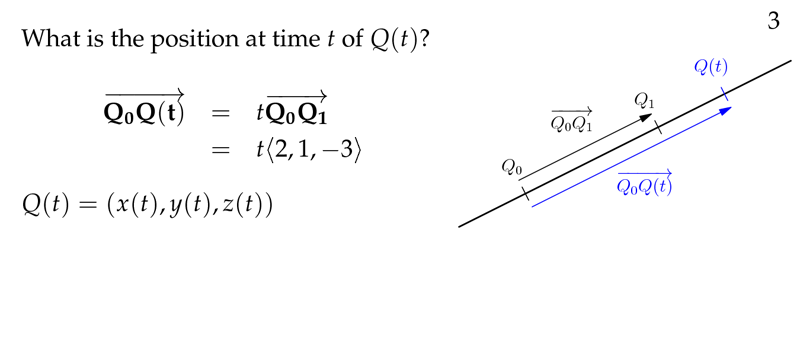 3
What is the position at time t of Q(t)?
Q₀Q(t) = tQ₀Q₁
= t⟨2, 1, −3⟩
Q(t) = (x(t), y(t), z(t))
Q(t)
Q₁
Q₀Q₁
Q₀
Q₀Q(t)